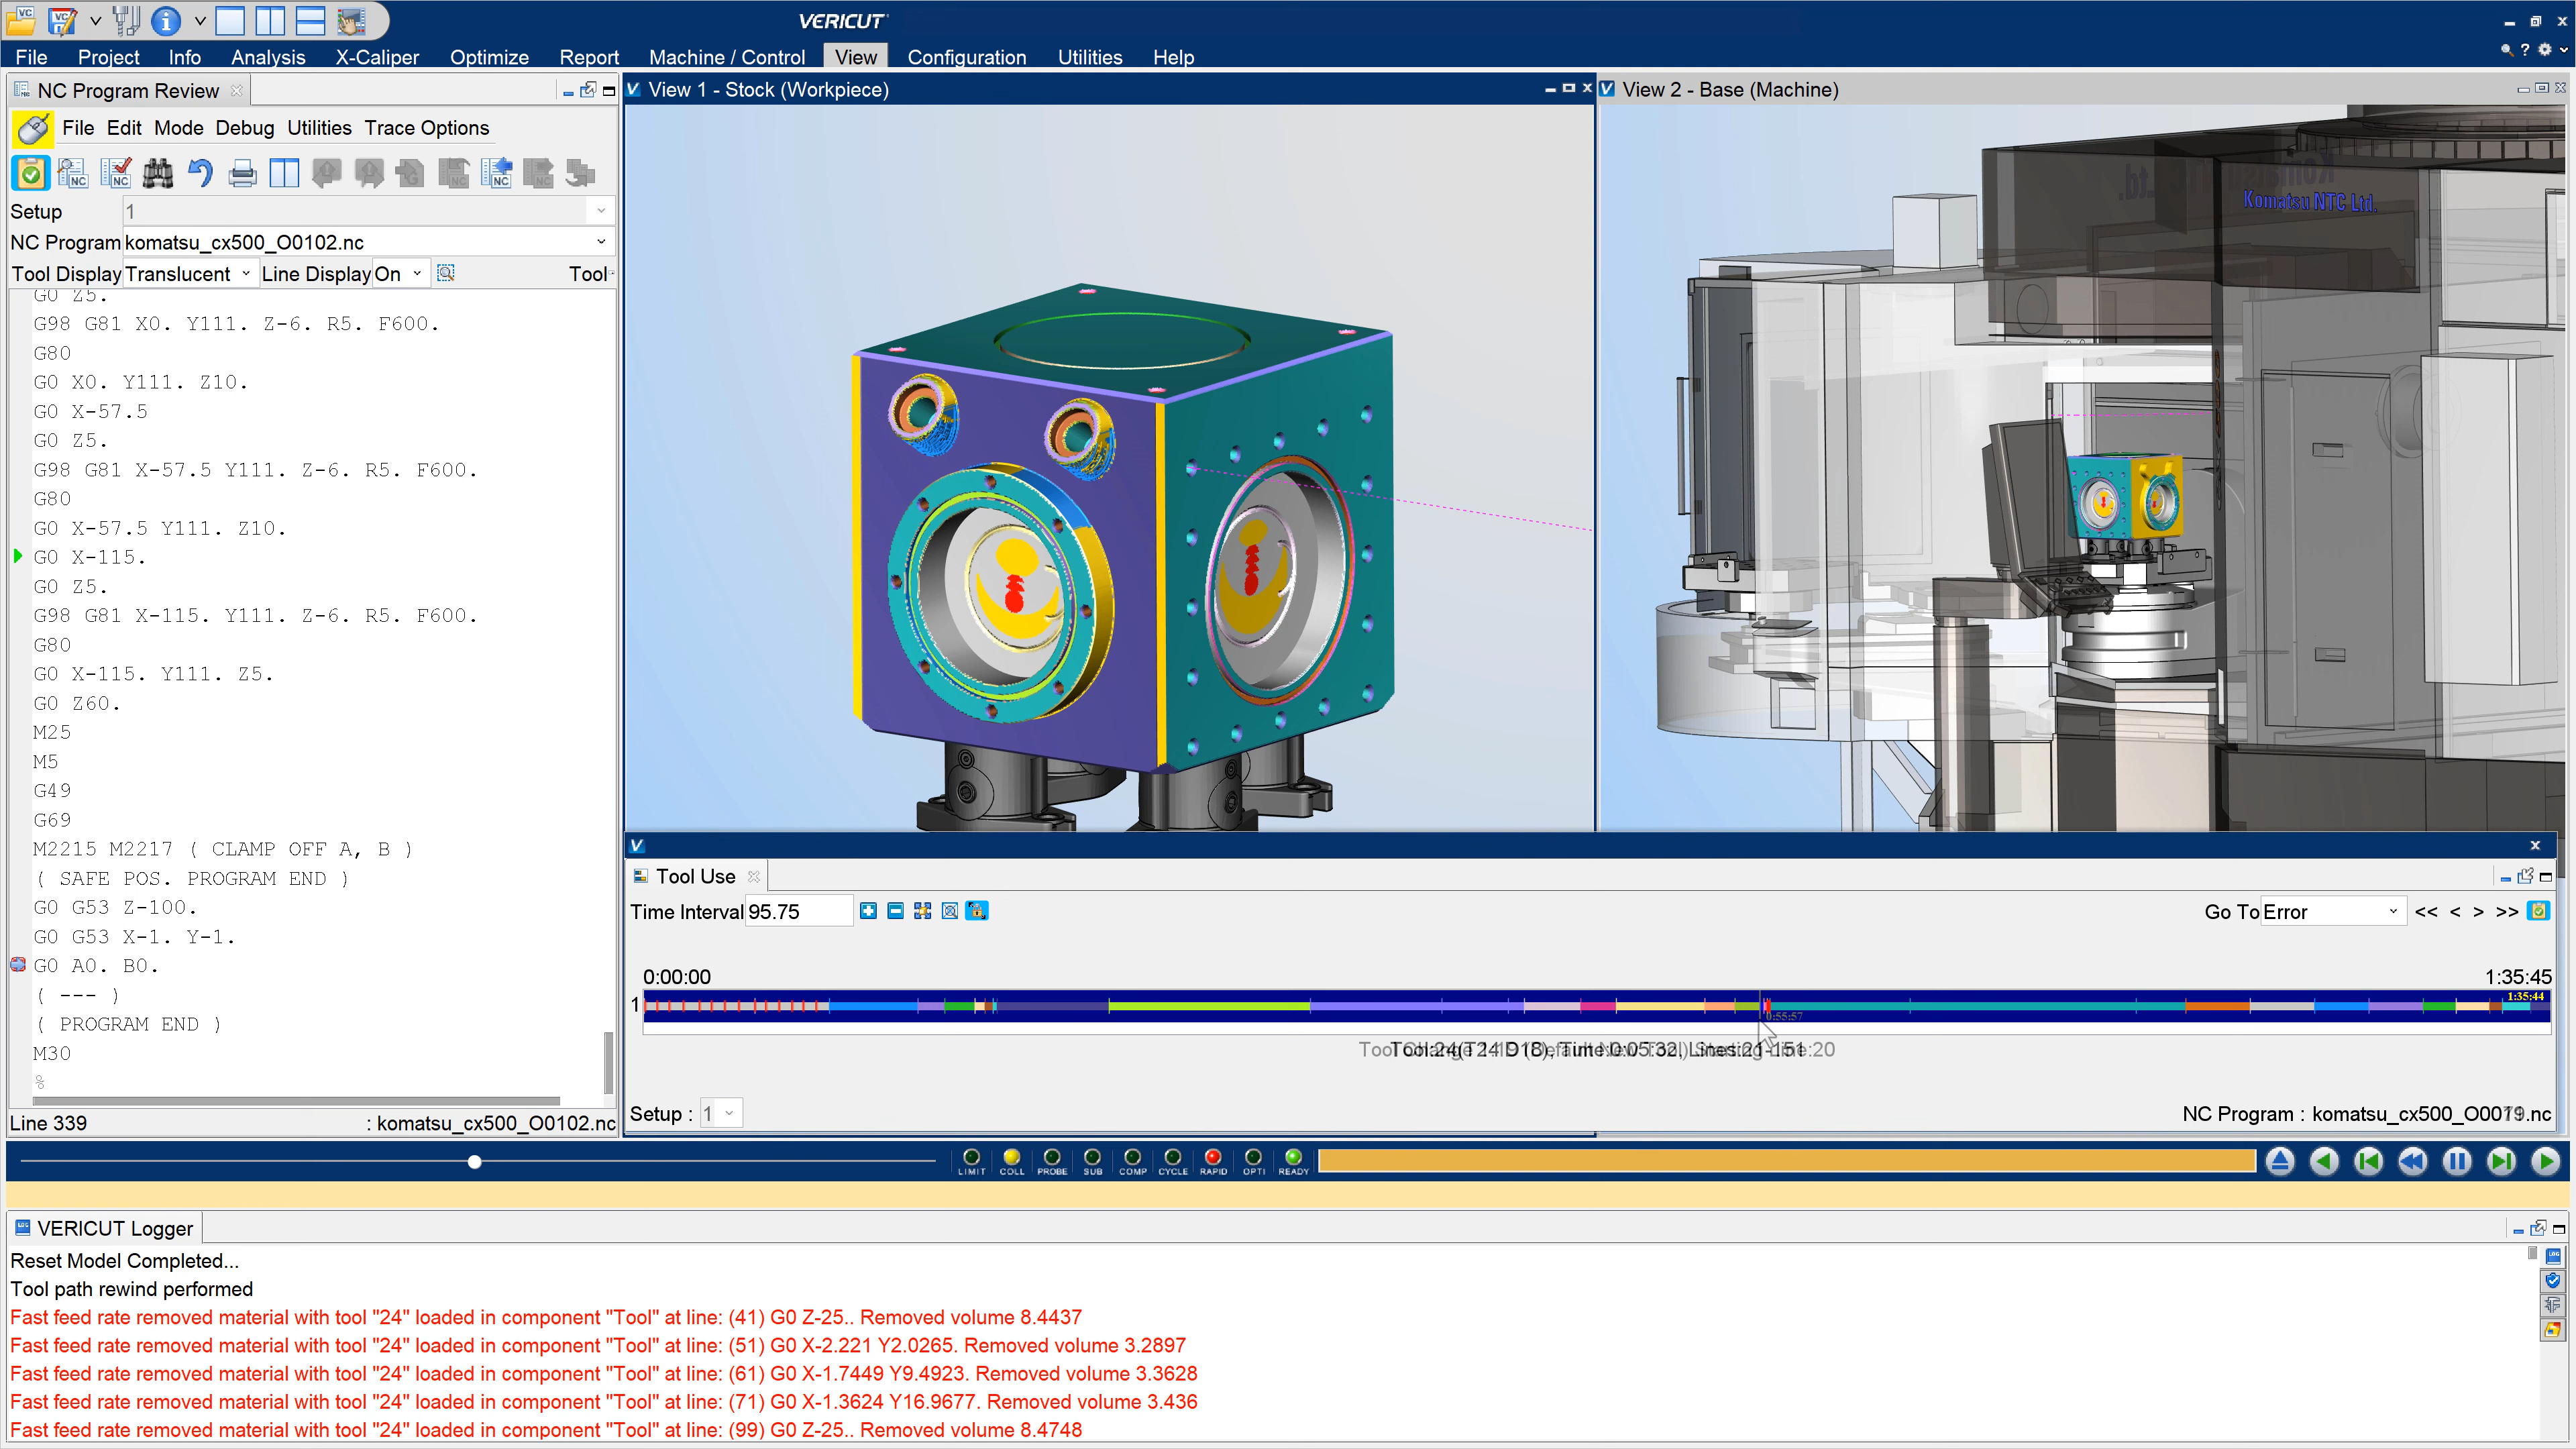 VERICUT
File Project Info Analysis X-Caliper Optimize Report Machine / Control View Configuration Utilities Help
NC Program Review
File Edit Mode Debug Utilities Trace Options
Setup 1
NC Program komatsu_cx500_O0102.nc
Tool Display Translucent Line Display On Tool
G0 Z5.
G98 G81 X0. Y111. Z-6. R5. F600.
G80
G0 X0. Y111. Z10.
G0 X-57.5
G0 Z5.
G98 G81 X-57.5 Y111. Z-6. R5. F600.
G80
G0 X-57.5 Y111. Z10.
G0 X-115.
G0 Z5.
G98 G81 X-115. Y111. Z-6. R5. F600.
G80
G0 X-115. Y111. Z5.
G0 Z60.
M25
M5
G49
G69
M2215 M2217 ( CLAMP OFF A, B )
( SAFE POS. PROGRAM END )
G0 G53 Z-100.
G0 G53 X-1. Y-1.
G0 A0. B0.
( --- )
( PROGRAM END )
M30
%
Line 339 : komatsu_cx500_O0102.nc
View 1 - Stock (Workpiece)
View 2 - Base (Machine)
Komatsu NTC Ltd.
Tool Use
Time Interval 95.75
Go To Error << < > >>
0:00:00 1:35:45
1
1:35:44
0:55:57
Setup : 1
NC Program :
LIMIT COLL PROBE SUB COMP CYCLE RAPID OPTI READY
VERICUT Logger
Reset Model Completed...
Tool path rewind performed
Fast feed rate removed material with tool "24" loaded in component "Tool" at line: (41) G0 Z-25.. Removed volume 8.4437
Fast feed rate removed material with tool "24" loaded in component "Tool" at line: (51) G0 X-2.221 Y2.0265. Removed volume 3.2897
Fast feed rate removed material with tool "24" loaded in component "Tool" at line: (61) G0 X-1.7449 Y9.4923. Removed volume 3.3628
Fast feed rate removed material with tool "24" loaded in component "Tool" at line: (71) G0 X-1.3624 Y16.9677. Removed volume 3.436
Fast feed rate removed material with tool "24" loaded in component "Tool" at line: (99) G0 Z-25.. Removed volume 8.4748